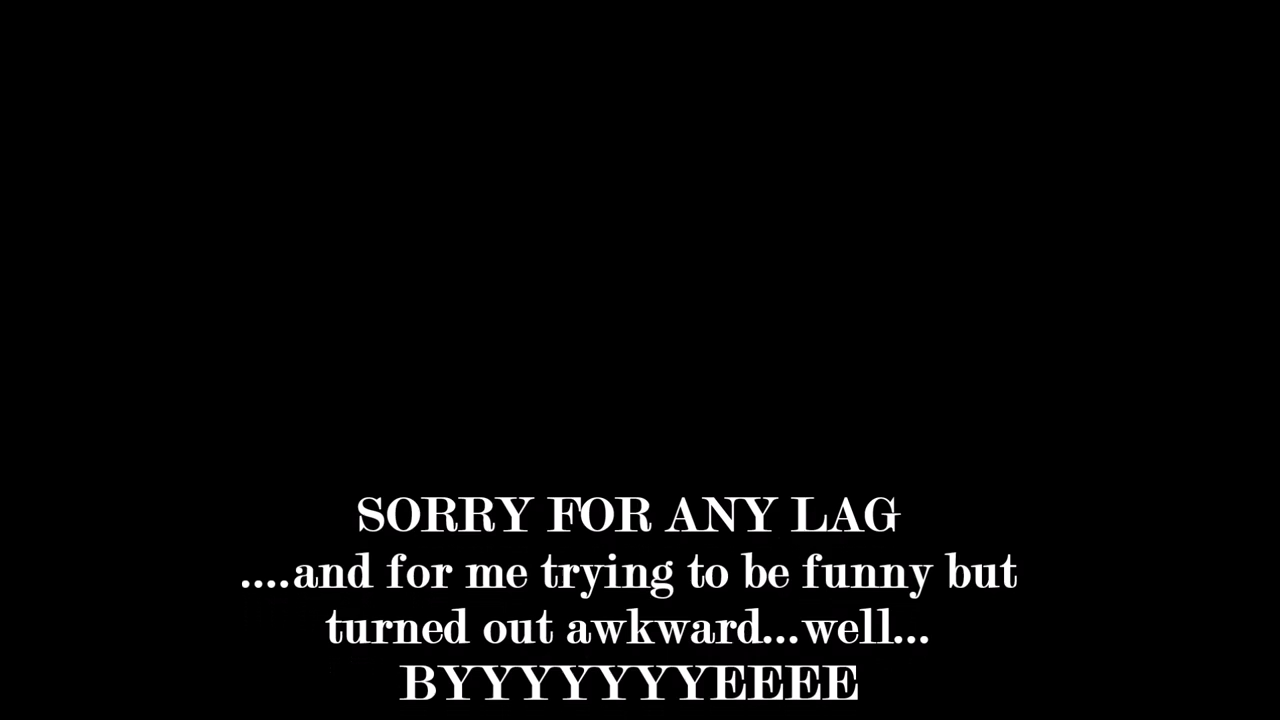 SORRY FOR ANY LAG
....and for me trying to be funny but
turned out awkward...well...
BYYYYYYYEEEE